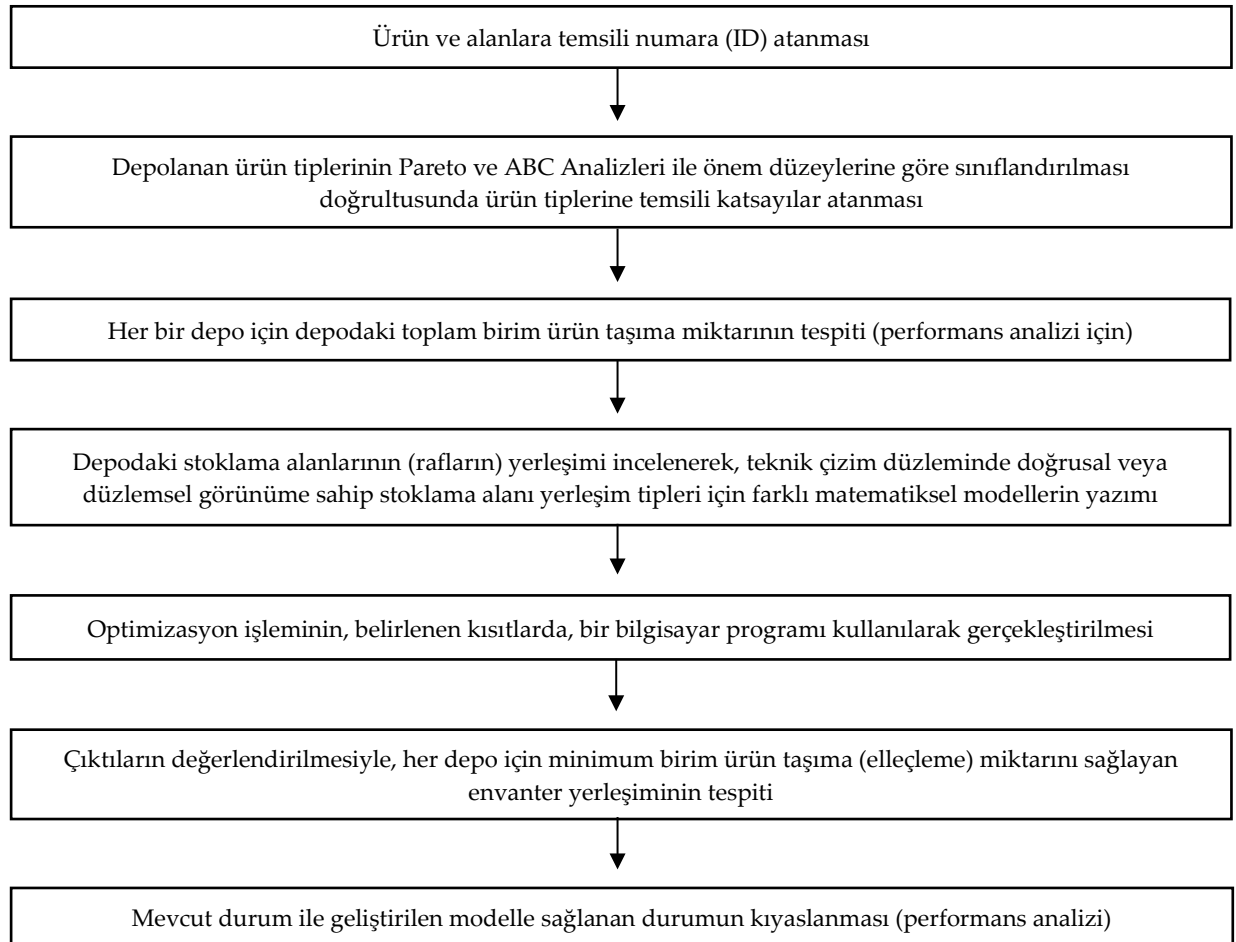 Ürün ve alanlara temsili numara (ID) atanması
Depolanan ürün tiplerinin Pareto ve ABC Analizleri ile önem düzeylerine göre sınıflandırılması
doğrultusunda ürün tiplerine temsili katsayılar atanması
Her bir depo için depodaki toplam birim ürün taşıma miktarının tespiti (performans analizi için)
Depodaki stoklama alanlarının (rafların) yerleşimi incelenerek, teknik çizim düzleminde doğrusal veya
düzlemsel görünüme sahip stoklama alanı yerleşim tipleri için farklı matematiksel modellerin yazımı
Optimizasyon işleminin, belirlenen kısıtlarda, bir bilgisayar programı kullanılarak gerçekleştirilmesi
Çıktıların değerlendirilmesiyle, her depo için minimum birim ürün taşıma (elleçleme) miktarını sağlayan
envanter yerleşiminin tespiti
Mevcut durum ile geliştirilen modelle sağlanan durumun kıyaslanması (performans analizi)